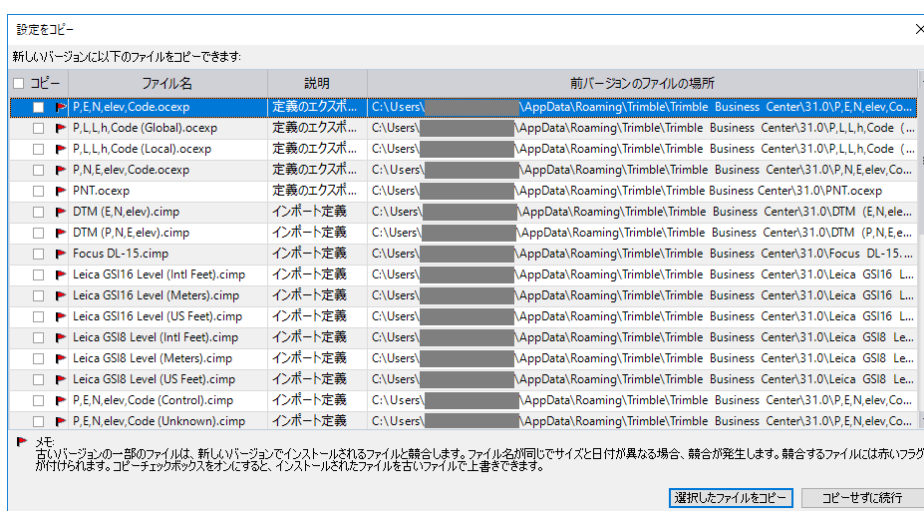 設定をコピー
新しいバージョンに以下のファイルをコピーできます:
コピー ファイル名 説明 前バージョンのファイルの場所
P,E,N,elev,Code.ocexp 定義のエクスポ... C:\Users\ \AppData\Roaming\Trimble\Trimble Business Center\31.0\P,E,N,elev,Co...
P,L,L,h,Code (Global).ocexp 定義のエクスポ... C:\Users\ \AppData\Roaming\Trimble\Trimble Business Center\31.0\P,L,L,h,Code (...
P,L,L,h,Code (Local).ocexp 定義のエクスポ... C:\Users\ \AppData\Roaming\Trimble\Trimble Business Center\31.0\P,L,L,h,Code (...
P,N,E,elev,Code.ocexp 定義のエクスポ... C:\Users\ \AppData\Roaming\Trimble\Trimble Business Center\31.0\P,N,E,elev,Co...
PNT.ocexp 定義のエクスポ... C:\Users\ \AppData\Roaming\Trimble\Trimble Business Center\31.0\PNT.ocexp
DTM (E,N,elev).cimp インポート定義 C:\Users\ \AppData\Roaming\Trimble\Trimble Business Center\31.0\DTM (E,N,ele...
DTM (P,N,E,elev).cimp インポート定義 C:\Users\ \AppData\Roaming\Trimble\Trimble Business Center\31.0\DTM (P,N,E,e...
Focus DL-15.cimp インポート定義 C:\Users\ \AppData\Roaming\Trimble\Trimble Business Center\31.0\Focus DL-15....
Leica GSI16 Level (Intl Feet).cimp インポート定義 C:\Users\ \AppData\Roaming\Trimble\Trimble Business Center\31.0\Leica GSI16 L...
Leica GSI16 Level (Meters).cimp インポート定義 C:\Users\ \AppData\Roaming\Trimble\Trimble Business Center\31.0\Leica GSI16 L...
Leica GSI16 Level (US Feet).cimp インポート定義 C:\Users\ \AppData\Roaming\Trimble\Trimble Business Center\31.0\Leica GSI16 L...
Leica GSI8 Level (Intl Feet).cimp インポート定義 C:\Users\ \AppData\Roaming\Trimble\Trimble Business Center\31.0\Leica GSI8 Le...
Leica GSI8 Level (Meters).cimp インポート定義 C:\Users\ \AppData\Roaming\Trimble\Trimble Business Center\31.0\Leica GSI8 Le...
Leica GSI8 Level (US Feet).cimp インポート定義 C:\Users\ \AppData\Roaming\Trimble\Trimble Business Center\31.0\Leica GSI8 Le...
P,E,N,elev,Code (Control).cimp インポート定義 C:\Users\ \AppData\Roaming\Trimble\Trimble Business Center\31.0\P,E,N,elev,Co...
P,E,N,elev,Code (Unknown).cimp インポート定義 C:\Users\ \AppData\Roaming\Trimble\Trimble Business Center\31.0\P,E,N,elev,Co...
メモ:
古いバージョンの一部のファイルは、新しいバージョンでインストールされるファイルと競合します。ファイル名が同じでサイズと日付が異なる場合、競合が発生します。競合するファイルには赤いフラグ
が付けられます。コピーチェックボックスをオンにすると、インストールされたファイルを古いファイルで上書きできます。
選択したファイルをコピー コピーせずに続行